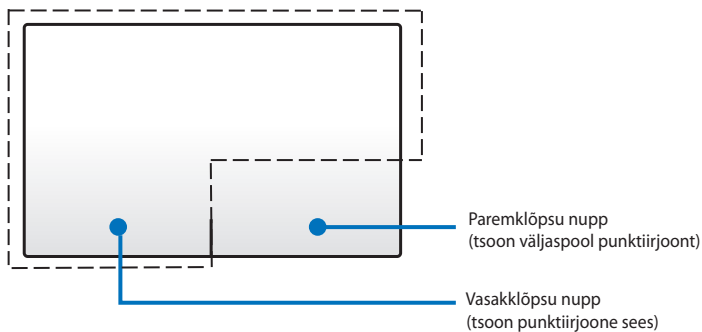 Paremklõpsu nupp
(tsoon väljaspool punktiirjoont)
Vasakklõpsu nupp
(tsoon punktiirjoone sees)